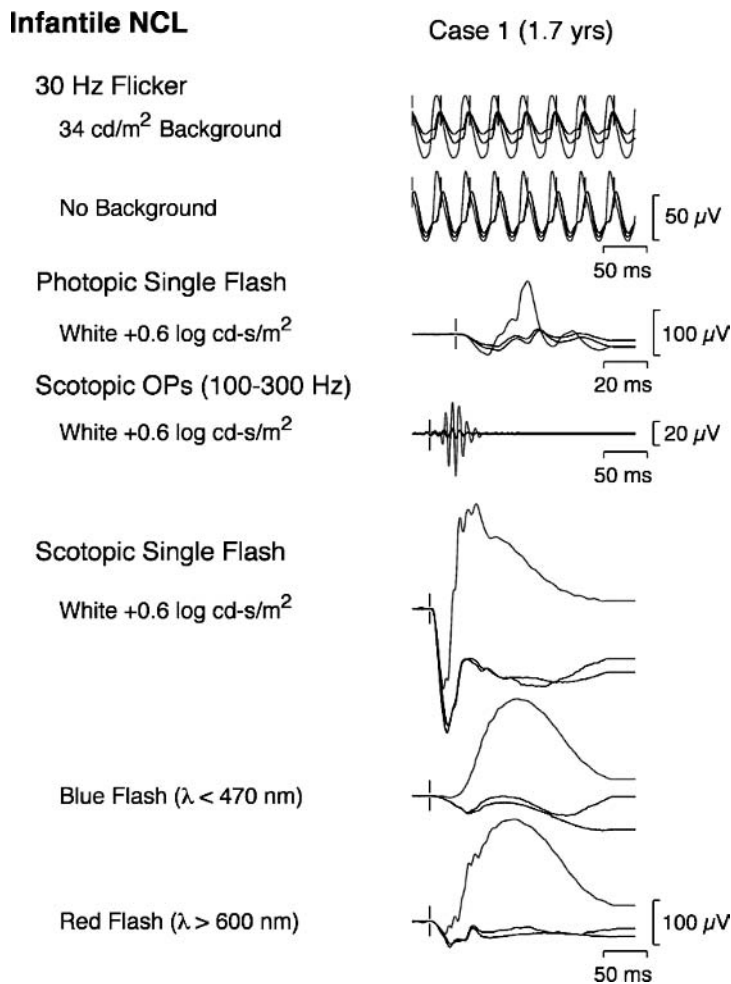 Infantile NCL
Case 1 (1.7 yrs)
30 Hz Flicker
34 cd/m² Background
No Background
50 µV
50 ms
Photopic Single Flash
White +0.6 log cd-s/m²
100 µV
20 ms
Scotopic OPs (100-300 Hz)
White +0.6 log cd-s/m²
20 µV
50 ms
Scotopic Single Flash
White +0.6 log cd-s/m²
Blue Flash (λ < 470 nm)
Red Flash (λ > 600 nm)
100 µV
50 ms